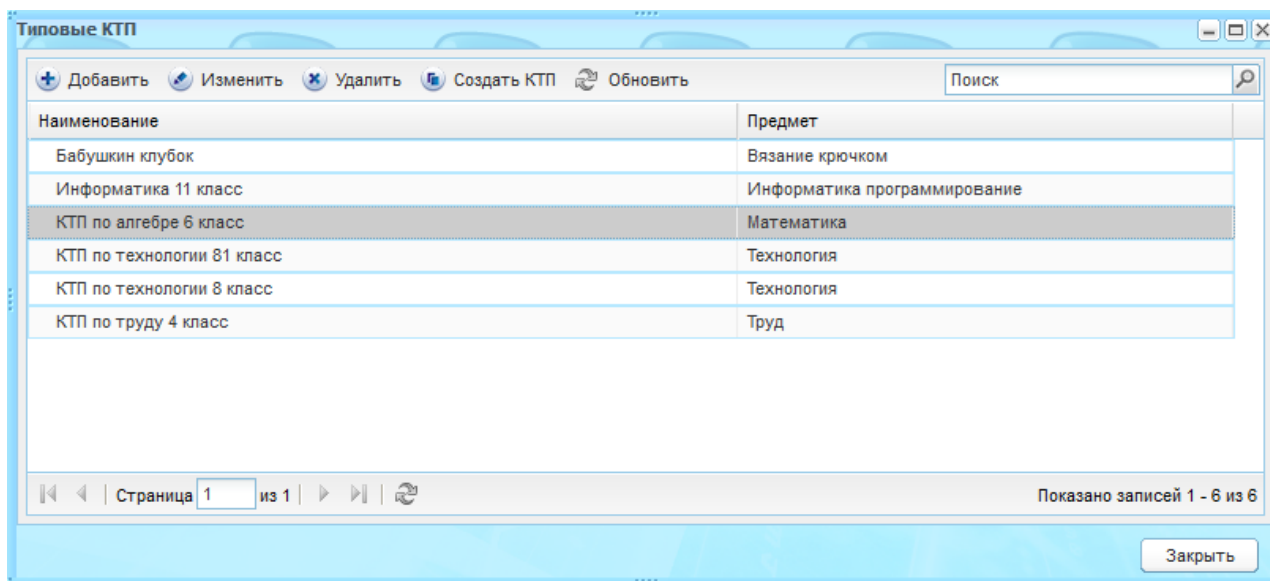 Типовые КТП
Добавить Изменить Удалить Создать КТП Обновить Поиск
Наименование Предмет
Бабушкин клубок Вязание крючком
Информатика 11 класс Информатика программирование
КТП по алгебре 6 класс Математика
КТП по технологии 81 класс Технология
КТП по технологии 8 класс Технология
КТП по труду 4 класс Труд
Страница 1 из 1 Показано записей 1 - 6 из 6
Закрыть